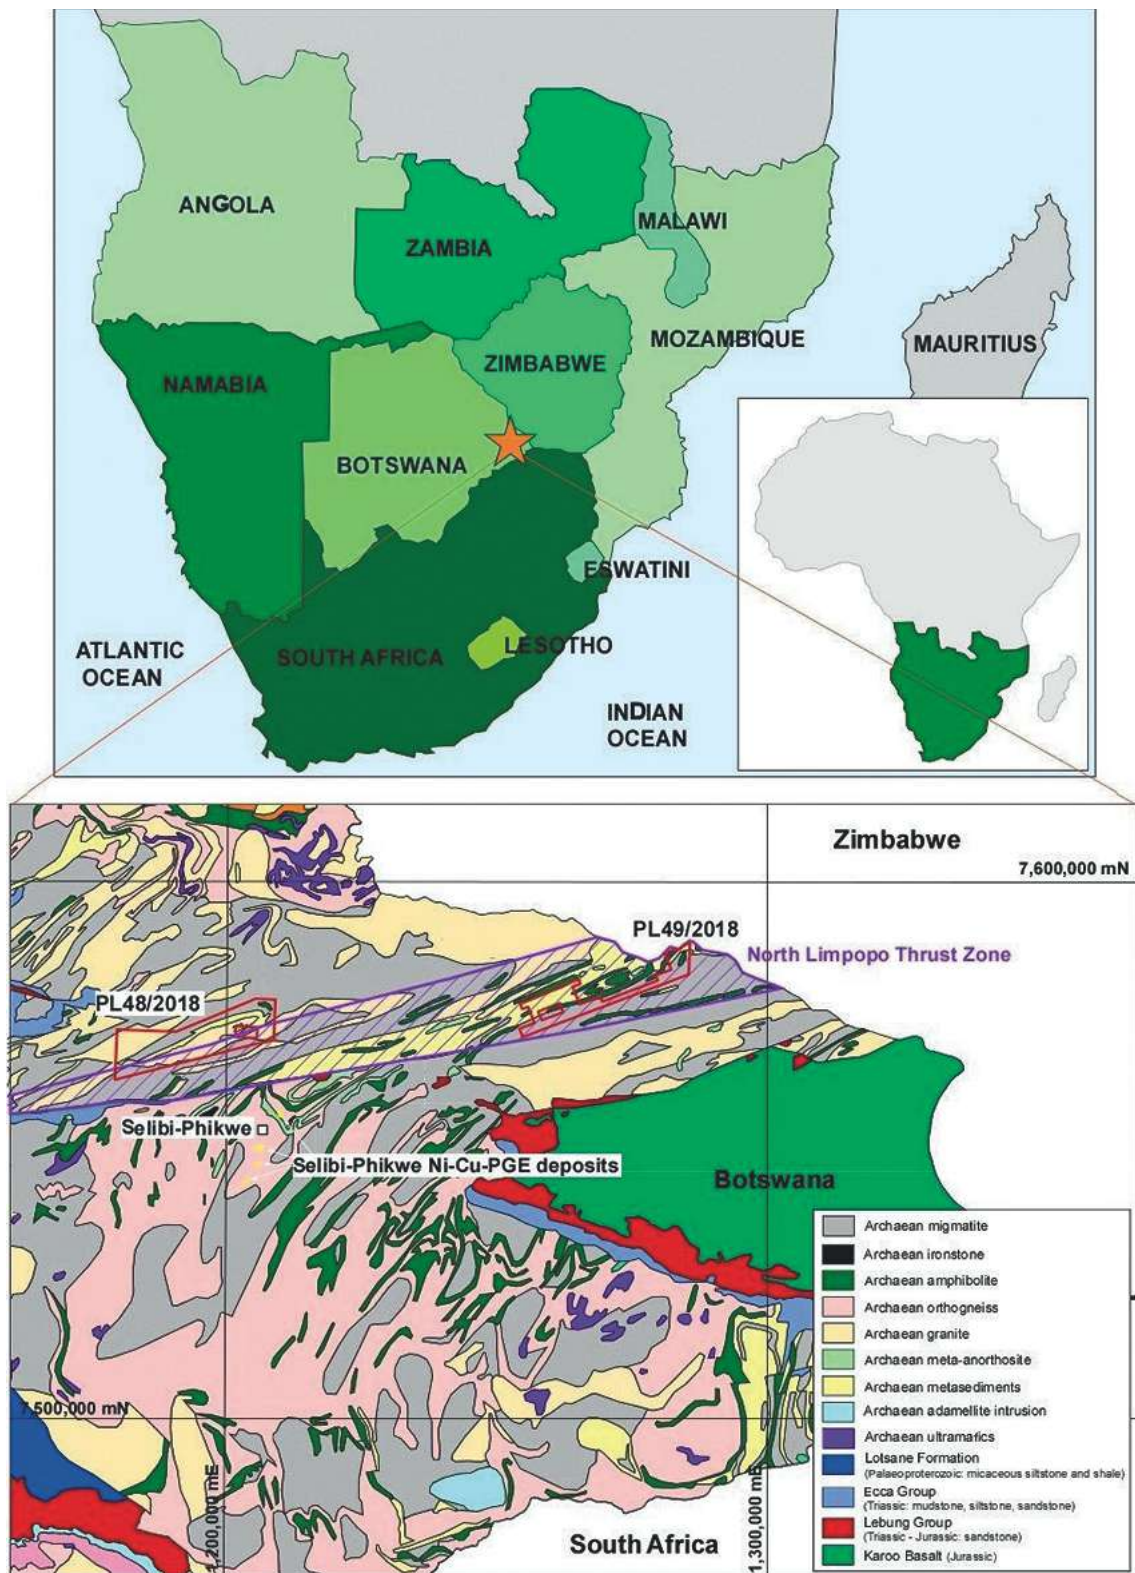 ANGOLA
ZAMBIA
MALAWI
MOZAMBIQUE
MAURITIUS
NAMABIA
ZIMBABWE
BOTSWANA
ESWATINI
SOUTH AFRICA
LESOTHO
ATLANTIC
OCEAN
INDIAN
OCEAN
Zimbabwe
7,600,000 mN
PL49/2018
North Limpopo Thrust Zone
PL48/2018
Selibi-Phikwe
Selibi-Phikwe Ni-Cu-PGE deposits
Botswana
7,500,000 mN
1,200,000 mE
1,300,000 mE
South Africa
Archaean migmatite
Archaean ironstone
Archaean amphibolite
Archaean orthogneiss
Archaean granite
Archaean meta-anorthosite
Archaean metasediments
Archaean adamellite intrusion
Archaean ultramafics
Lotsane Formation
(Palaeoproterozoic: micaceous siltstone and shale)
Ecca Group
(Triassic: mudstone, siltstone, sandstone)
Lebung Group
(Triassic - Jurassic: sandstone)
Karoo Basalt (Jurassic)